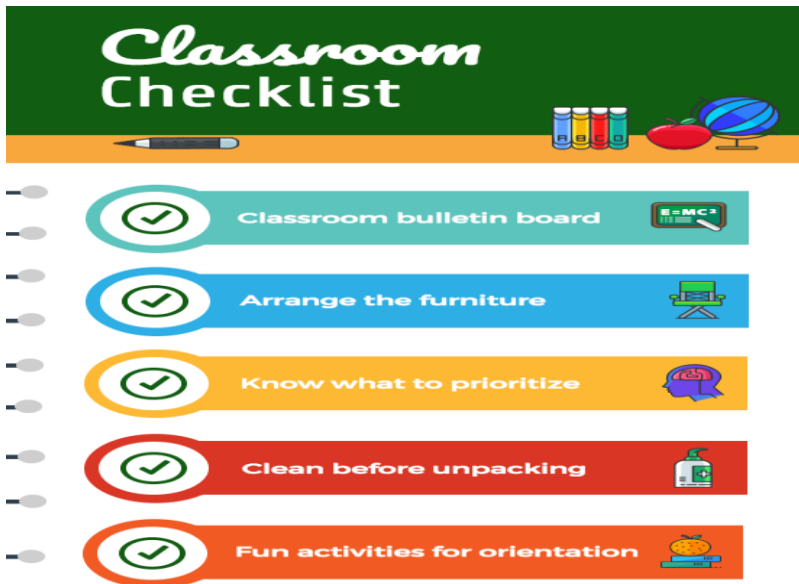 Classroom
Checklist
A B C D
Classroom bulletin board
E=MC²
Arrange the furniture
Know what to prioritize
Clean before unpacking
Fun activities for orientation